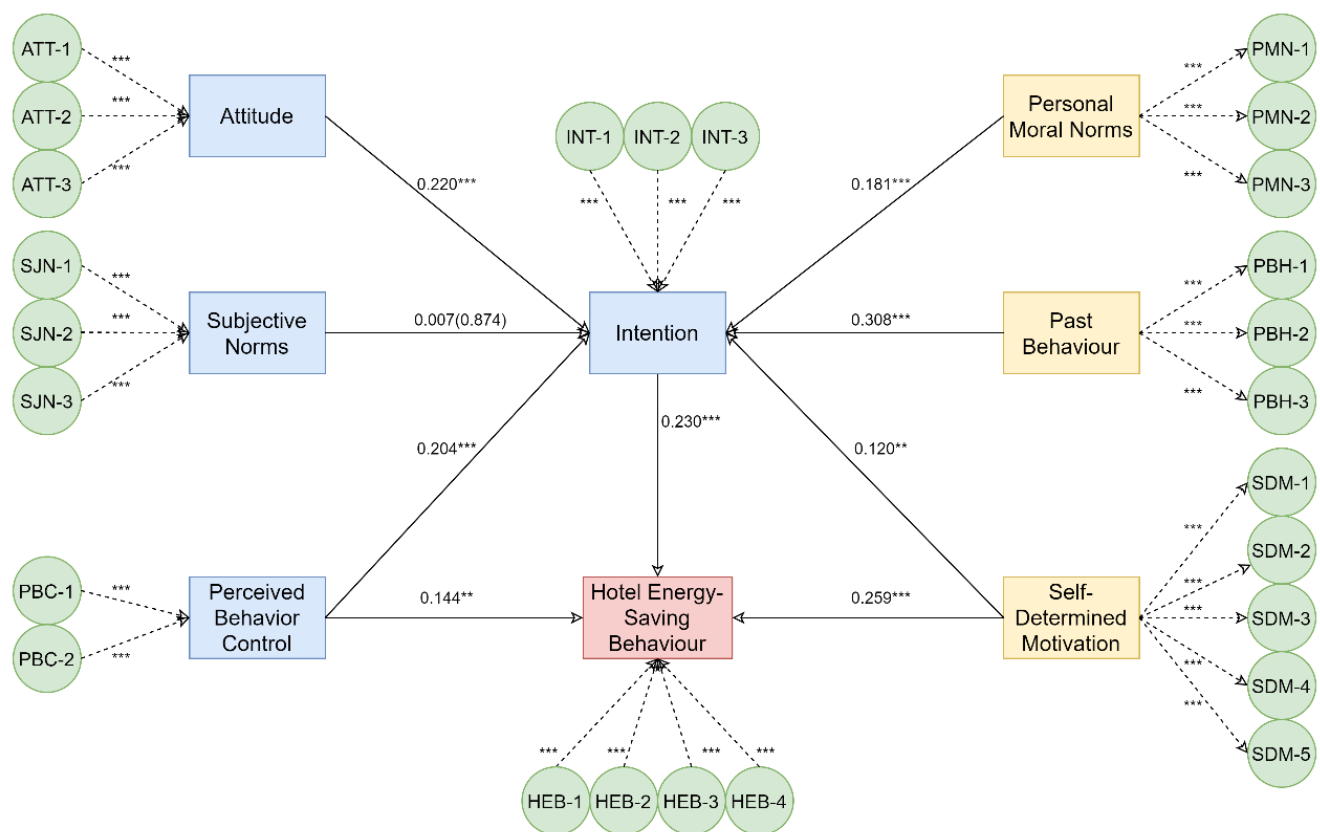 ATT-1
***
ATT-2
***
ATT-3
***
Attitude
INT-1
INT-2
INT-3
***
***
***
Personal
Moral Norms
***
PMN-1
***
PMN-2
***
PMN-3
0.220***
0.181***
SJN-1
***
SJN-2
***
SJN-3
***
Subjective
Norms
0.007(0.874)
Intention
0.308***
Past
Behaviour
***
PBH-1
***
PBH-2
***
PBH-3
0.204***
0.230***
0.120**
PBC-1
***
PBC-2
***
Perceived
Behavior
Control
0.144**
Hotel Energy-
Saving
Behaviour
0.259***
Self-
Determined
Motivation
***
SDM-1
***
SDM-2
***
SDM-3
***
SDM-4
***
SDM-5
***
***
***
***
HEB-1
HEB-2
HEB-3
HEB-4